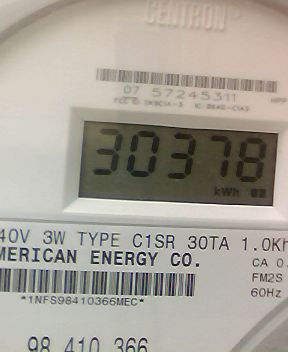 CENTRON
07 57245311
30378
kWh
40V 3W TYPE C1SR 30TA 1.0Kh
MERICAN ENERGY CO.
CA 0.
FM2S
*1NFS98410366MEC*
60Hz
98 410 366